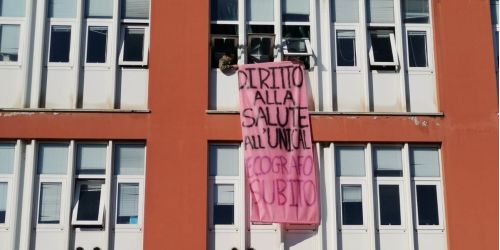 DIRITTO
ALLA
SALUTE
ALL'UNICAL
ECOGRAFO
SUBITO